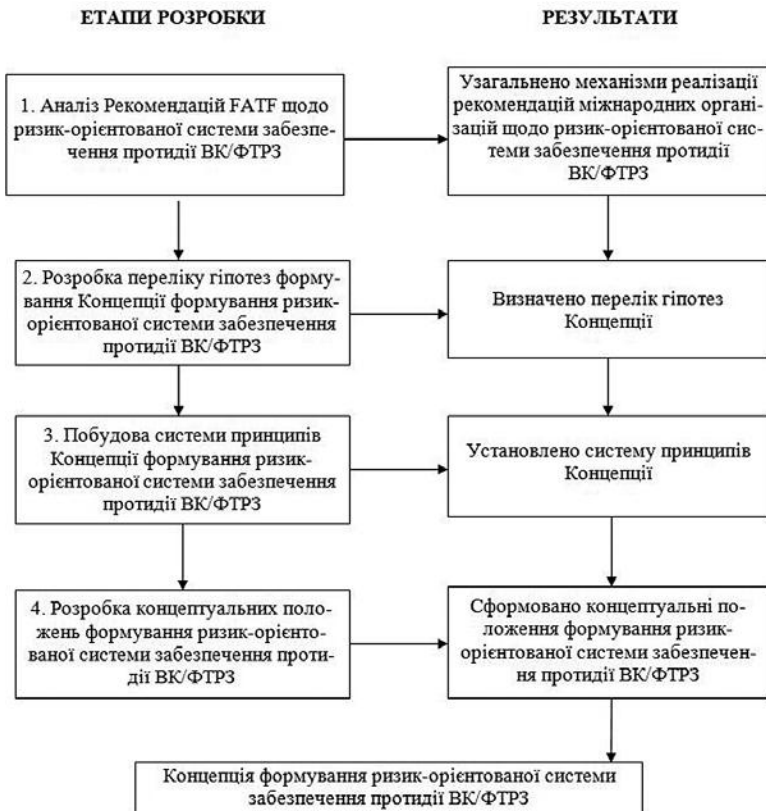 ЕТАПИ РОЗРОБКИ
РЕЗУЛЬТАТИ
1. Аналіз Рекомендацій FATF щодо
ризик-орієнтованої системи забезпе-
чення протидії ВК/ФТРЗ
Узагальнено механізми реалізації
рекомендацій міжнародних органі-
зацій щодо ризик-орієнтованої сис-
теми забезпечення протидії
ВК/ФТРЗ
2. Розробка переліку гіпотез форму-
вання Концепції формування ризик-
орієнтованої системи забезпечення
протидії ВК/ФТРЗ
Визначено перелік гіпотез
Концепції
3. Побудова системи принципів
Концепції формування ризик-
орієнтованої системи забезпечення
протидії ВК/ФТРЗ
Установлено систему принципів
Концепції
4. Розробка концептуальних поло-
жень формування ризик-орієнто-
ваної системи забезпечення проти-
дії ВК/ФТРЗ
Сформовано концептуальні по-
ложення формування ризик-
орієнтованої системи забезпечен-
ня протидії ВК/ФТРЗ
Концепція формування ризик-орієнтованої системи
забезпечення протидії ВК/ФТРЗ